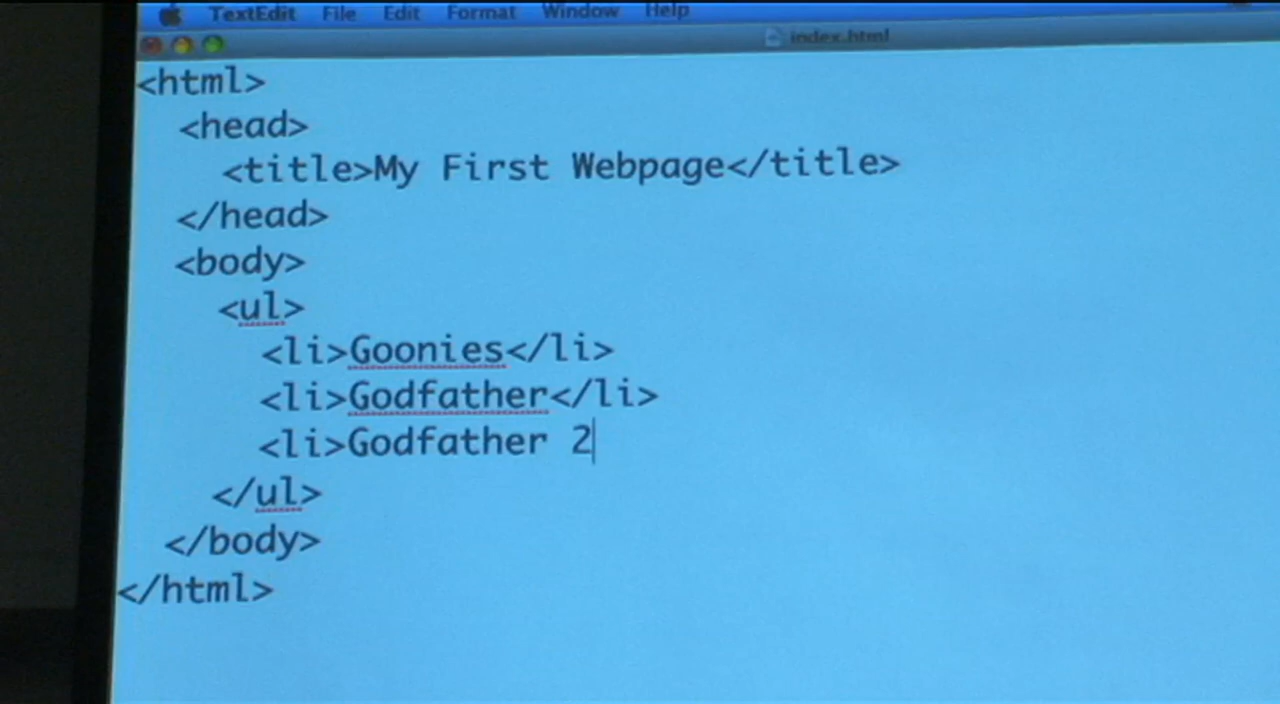 TextEdit File Edit Format Window Help
index.html
<html>
<head>
<title>My First Webpage</title>
</head>
<body>
<ul>
<li>Goonies</li>
<li>Godfather</li>
<li>Godfather 2
</ul>
</body>
</html>